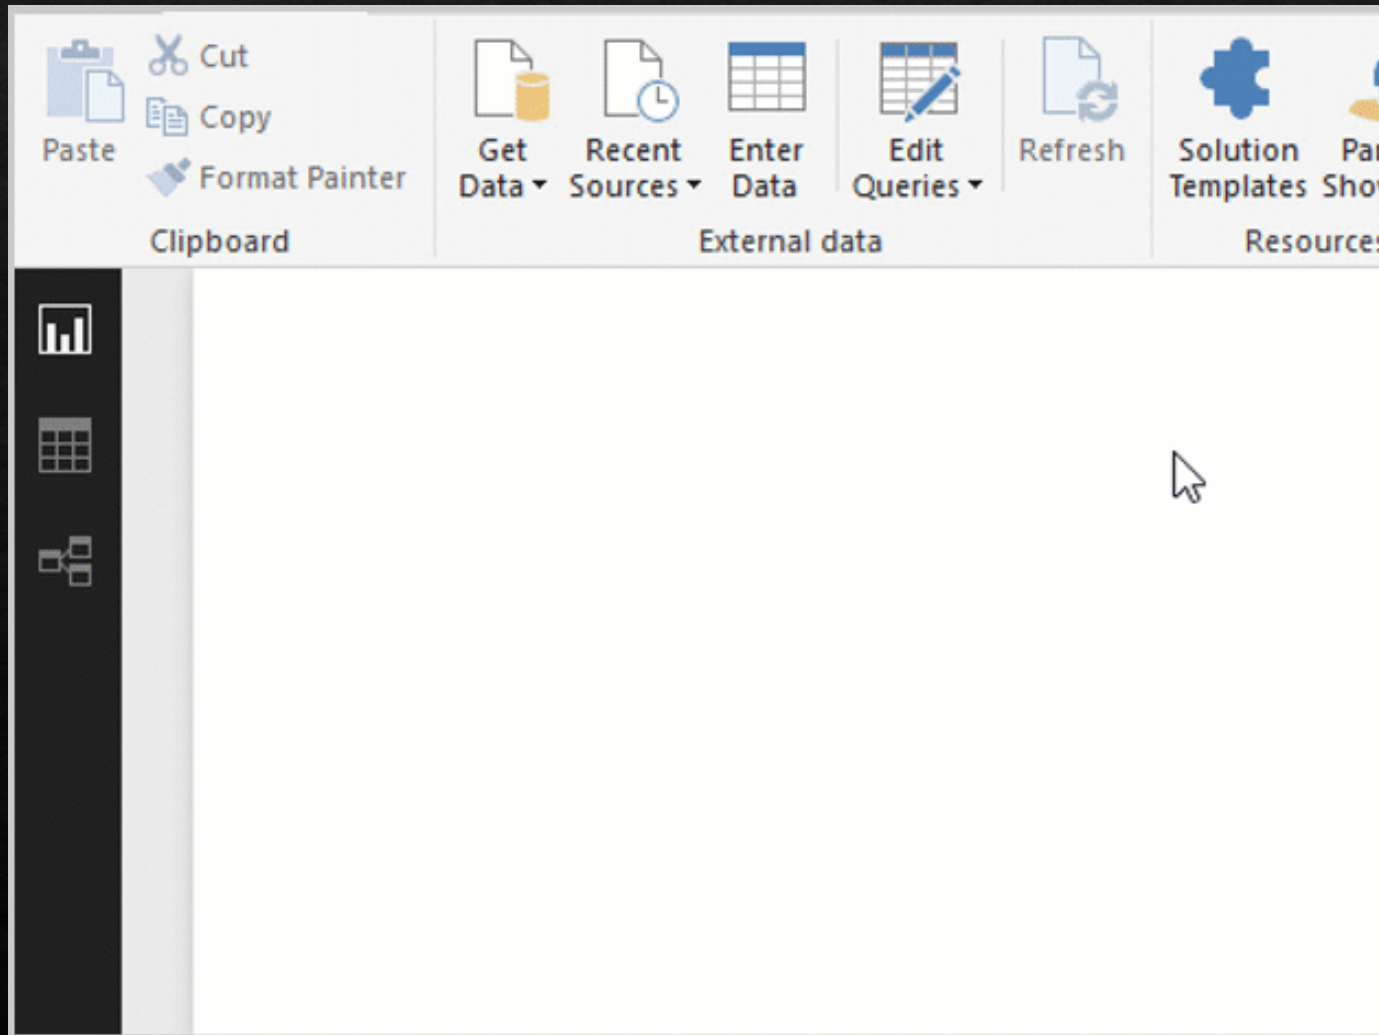 Paste
Cut
Copy
Format Painter
Clipboard
Get
Data
Recent
Sources
Enter
Data
Edit
Queries
Refresh
External data
Solution
Templates
Resources